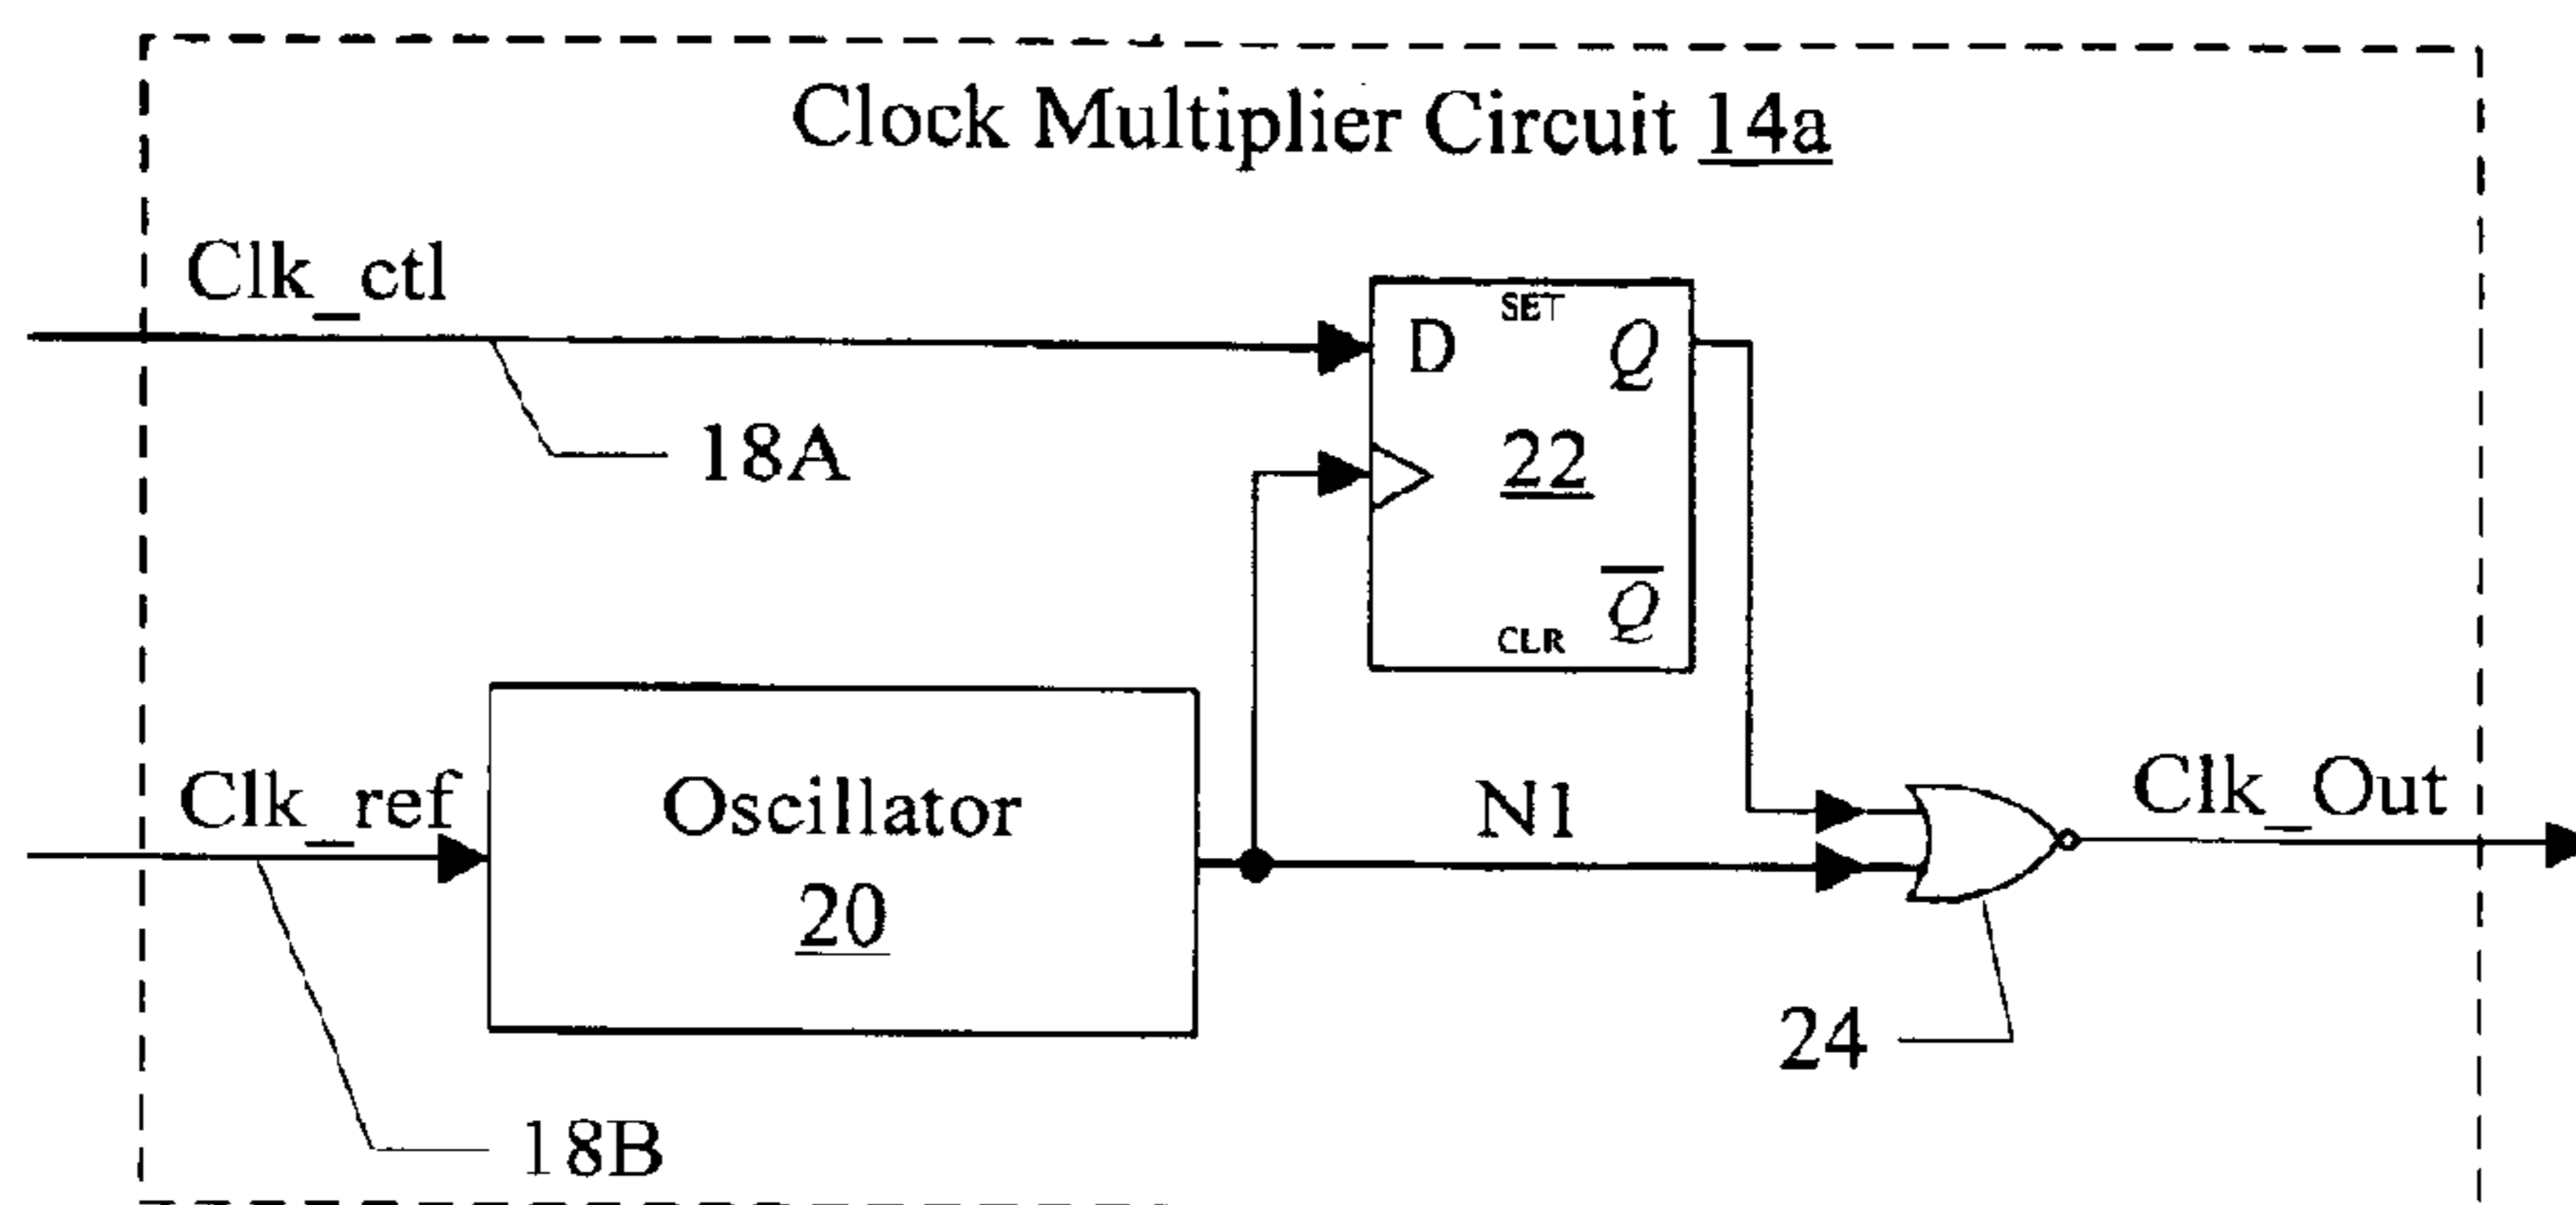 Clock Multiplier Circuit 14a
Clk_ctl
18A
D
SET
Q
22
Q
CLR
Clk_ref
Oscillator
20
N1
Clk_Out
24
18B